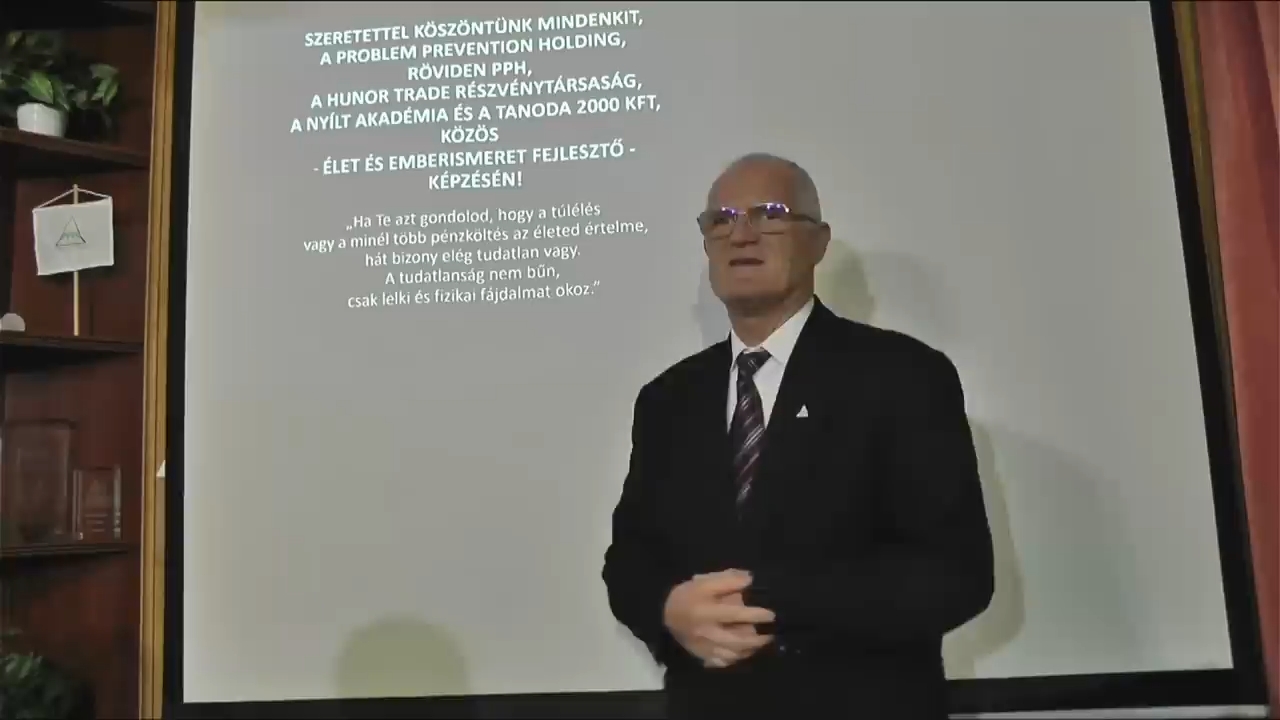 SZERETETTEL KÖSZÖNTÜNK MINDENKIT,
A PROBLEM PREVENTION HOLDING,
RÖVIDEN PPH,
A HUNOR TRADE RÉSZVÉNYTÁRSASÁG,
A NYÍLT AKADÉMIA ÉS A TANODA 2000 KFT,
KÖZÖS
- ÉLET ÉS EMBERISMERET FEJLESZTŐ -
KÉPZÉSÉN!
„Ha Te azt gondolod, hogy a túlélés
vagy a minél több pénzköltés az életed értelme,
hát bizony elég tudatlan vagy.
A tudatlanság nem bűn,
csak lelki és fizikai fájdalmat okoz.”